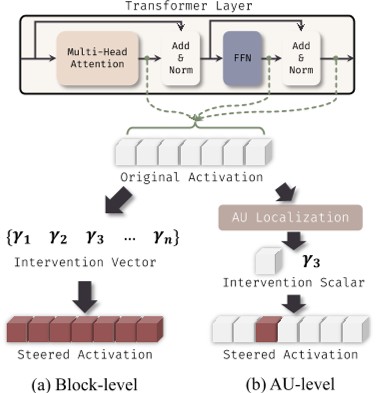 Transformer Layer
Multi-Head
Attention
Add
&
Norm
FFN
Add
&
Norm
Original Activation
AU Localization
{γ1 γ2 γ3 ... γn}
γ3
Intervention Vector
Intervention Scalar
Steered Activation
Steered Activation
(a) Block-level
(b) AU-level